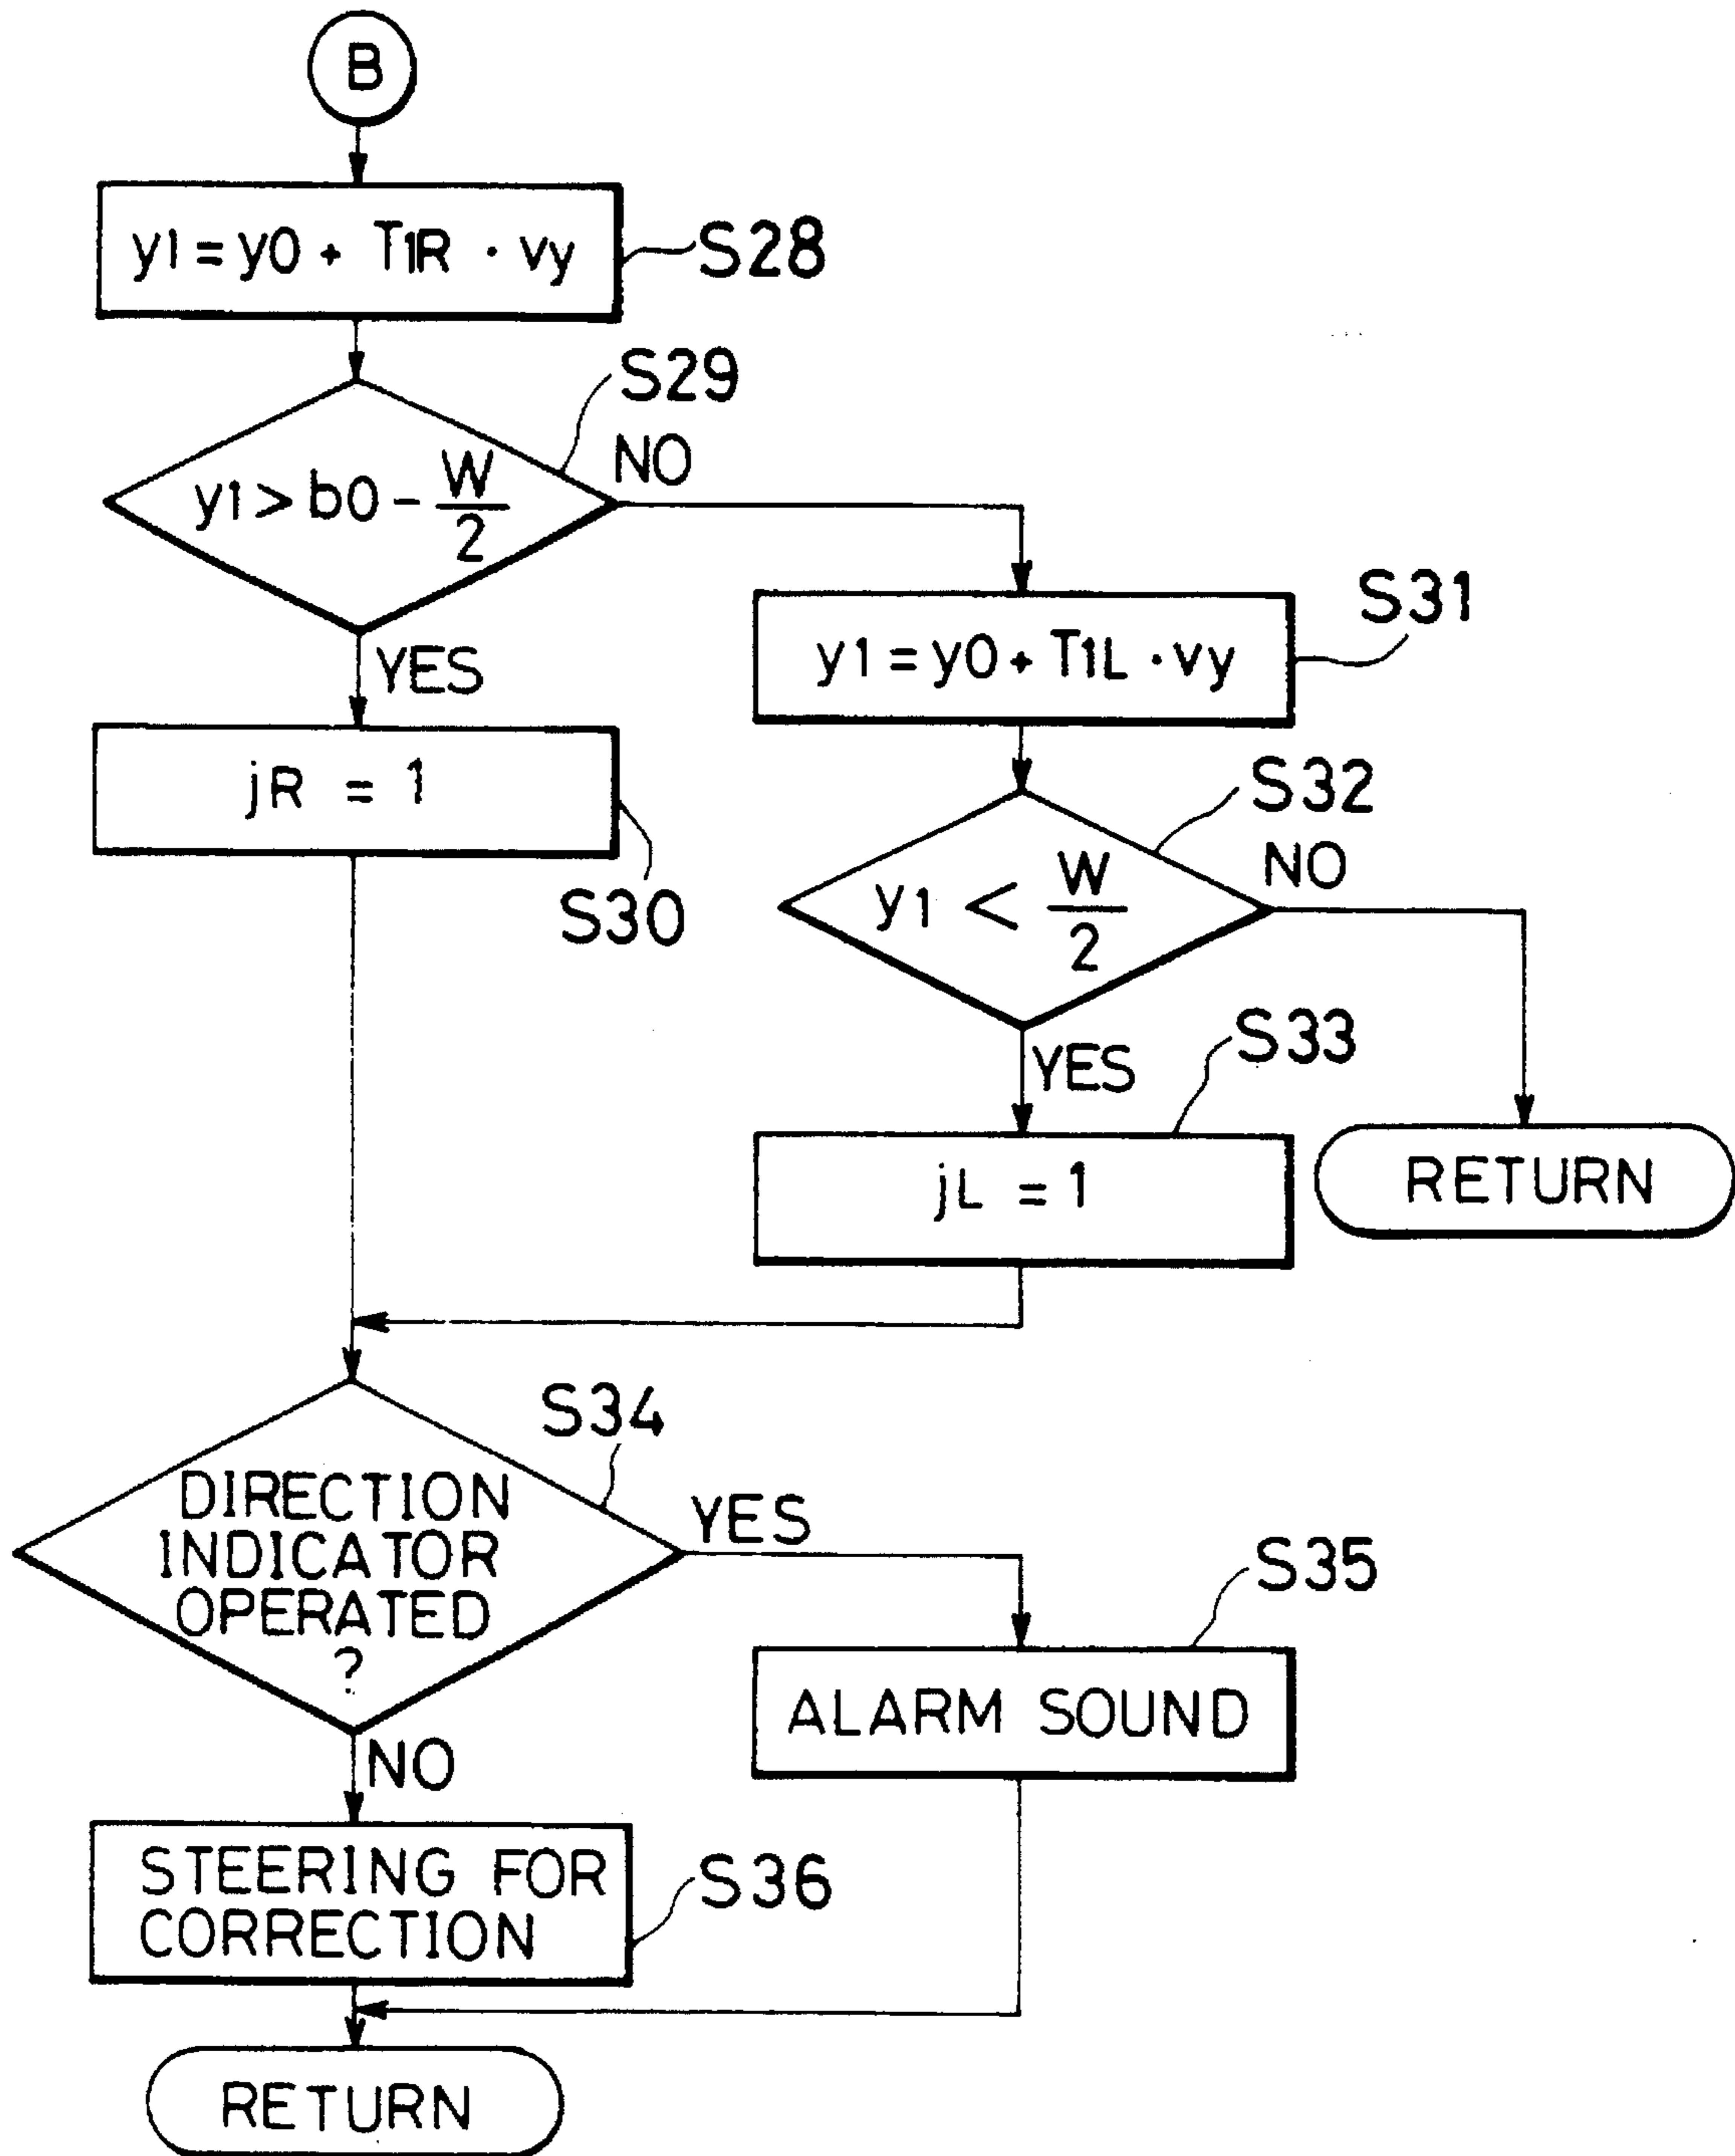 B
y1 = y0 + T1R · vy
S28
S29
NO
y1 > b0 - W/2
YES
S31
y1 = y0 + T1L · vy
jR = 1
S30
S32
NO
y1 < W/2
YES
S33
jL = 1
RETURN
S34
DIRECTION
INDICATOR
OPERATED
?
YES
S35
ALARM SOUND
NO
STEERING FOR
CORRECTION
S36
RETURN